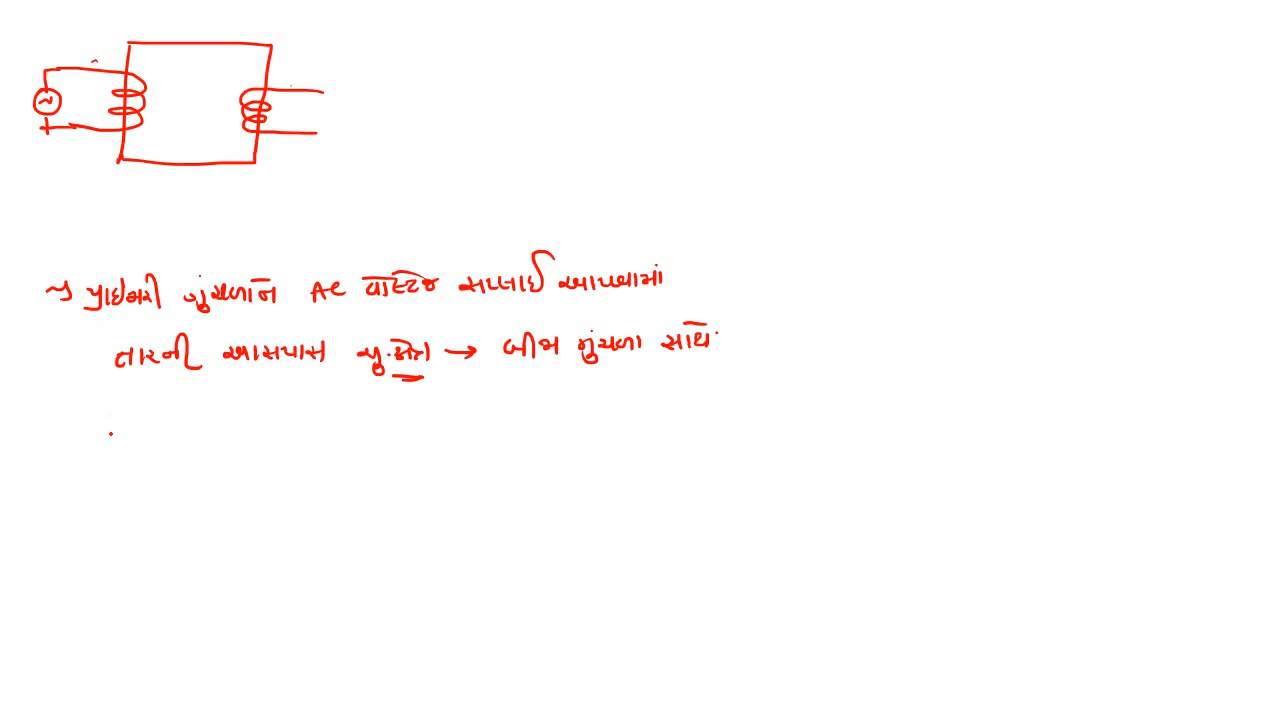 ~
→ પ્રાઇમરી ગુંચળાને AC વોલ્ટેજ સપ્લાઈ આપવામાં
તારની આસપાસ ચુ.ક્ષેત્ર → બીજા ગુંચળા સાથે